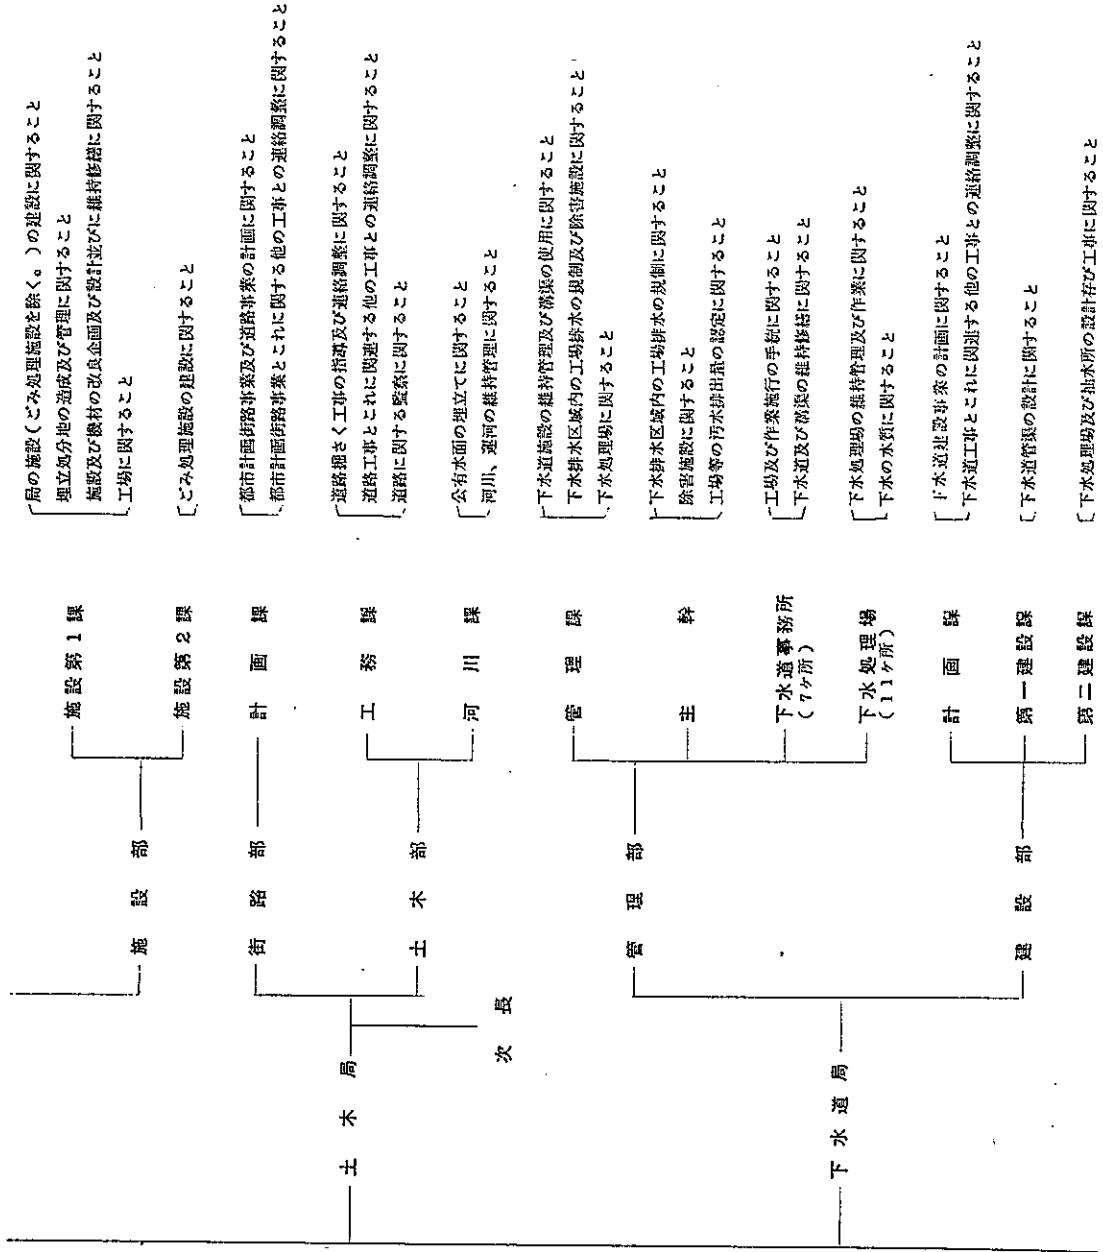 土木局
次長
街路部
土木部
下水道局
管理部
建設部
施設部
施設第1課
局の施設(ごみ処理施設を除く。)の建設に関すること
埋立処分地の造成及び管理に関すること
施設及び機材の改良企画及び設計並びに維持修繕に関すること
工場に関すること
施設第2課
ごみ処理施設の建設に関すること
計画課
都市計画街路事業及び道路事業の計画に関すること
都市計画街路事業とこれに関する他の工事との連絡調整に関すること
工務課
道路掘さく工事の指導及び連絡調整に関すること
道路工事とこれに関連する他の工事との連絡調整に関すること
道路に関する監察に関すること
河川課
公有水面の埋立てに関すること
河川、運河の維持管理に関すること
管理課
下水道施設の維持管理及び溝渠の使用に関すること
下水排水区域内の工場排水の規制及び除害施設に関すること
下水処理場に関すること
主幹
下水排水区域内の工場排水の規制に関すること
除害施設に関すること
工場等の汚水排出量の認定に関すること
下水道事務所
(7ヶ所)
工場及び作業施行の手続に関すること
下水道及び溝渠の維持修繕に関すること
下水処理場
(11ヶ所)
下水処理場の維持管理及び作業に関すること
下水の水質に関すること
計画課
下水道建設事業の計画に関すること
下水道工事とこれに関連する他の工事との連絡調整に関すること
第一建設課
下水道管渠の設計に関すること
第二建設課
下水処理場及び抽水所の設計存び工事に関すること